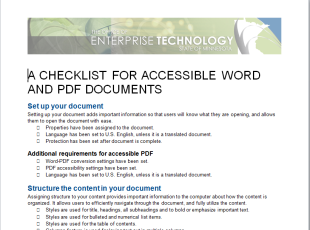 ENTERPRISE TECHNOLOGY
A CHECKLIST FOR ACCESSIBLE WORD
AND PDF DOCUMENTS
Set up your document
Setting up your document adds important information so that users will know what they are opening, and allow
them to open the document with ease.
Properties have been assigned to the document.
Language has been set to U.S. English, unless it is a translated document.
Protection has been set after document is complete.
Additional requirements for accessible PDF
Word-PDF conversion settings have been set.
PDF accessibility settings have been set.
Language has been set to U.S. English, unless it is a translated document.
Structure the content in your document
Assigning structure to your content provides important information to the computer about how the content is
organized. It allows users to efficiently navigate through the document, and fully utilize the content.
Styles are used for title, headings, all subheadings and to bold or emphasize important text.
Styles are used for bulleted and numerical list items.
Styles are used for the table of contents.